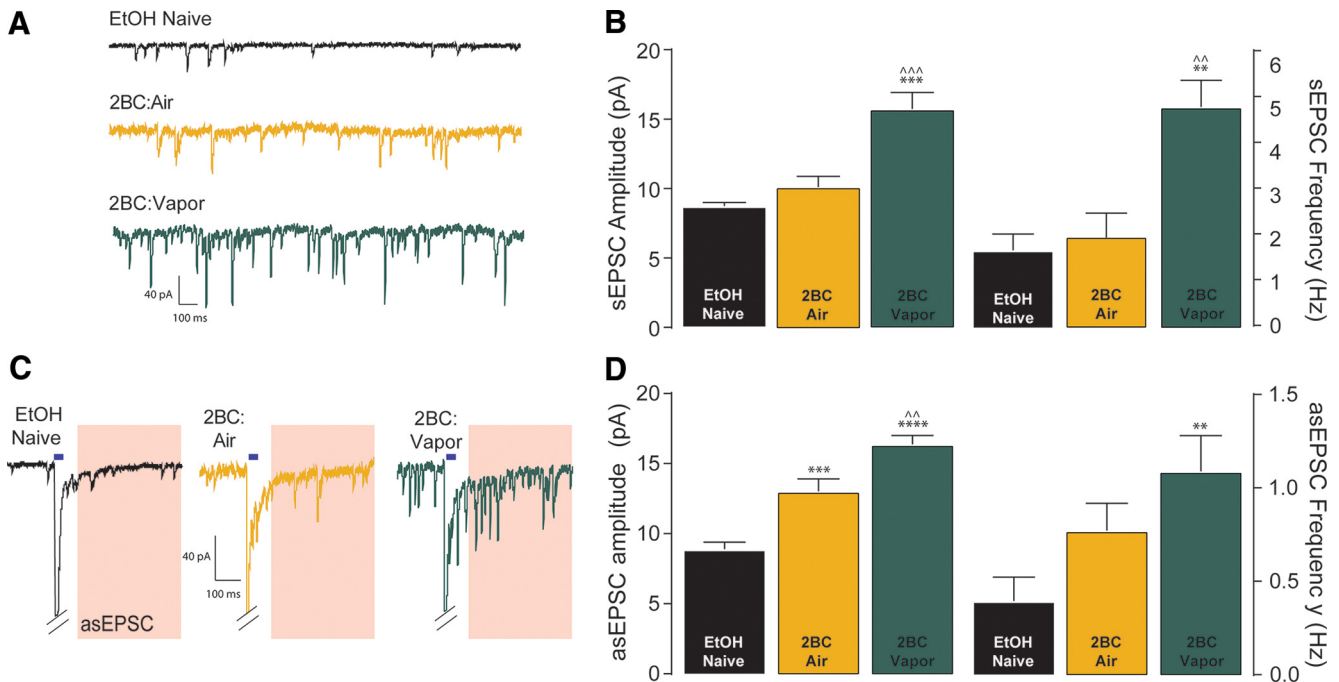 A
EtOH Naive
2BC:Air
2BC:Vapor
40 pA
100 ms
B
sEPSC Amplitude (pA)
20
15
10
5
0
^^^
***
^^
**
EtOH
Naive
2BC
Air
2BC
Vapor
EtOH
Naive
2BC
Air
2BC
Vapor
6
5
4
3
2
1
0
sEPSC Frequency (Hz)
C
EtOH
Naive
2BC:
Air
2BC:
Vapor
40 pA
100 ms
asEPSC
D
asEPSC amplitude (pA)
20
15
10
5
0
***
^^
****
**
EtOH
Naive
2BC
Air
2BC
Vapor
EtOH
Naive
2BC
Air
2BC
Vapor
1.5
1.0
0.5
0.0
asEPSC Frequenc y (Hz)